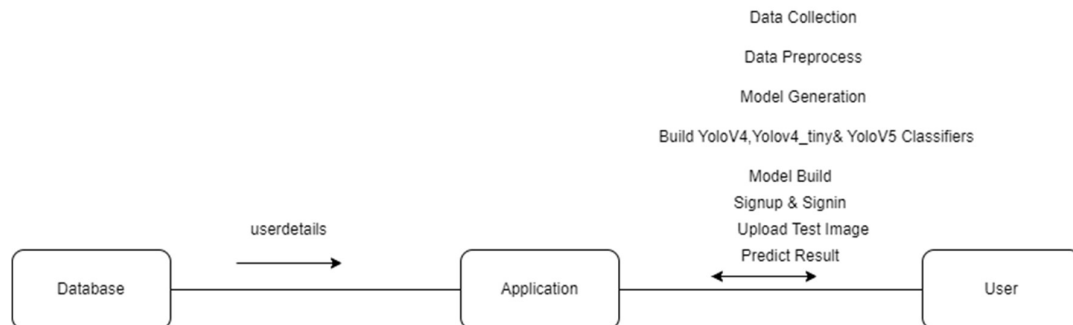 Data Collection
Data Preprocess
Model Generation
Build YoloV4,Yolov4_tiny& YoloV5 Classifiers
Model Build
Signup & Signin
Upload Test Image
Predict Result
userdetails
Database
Application
User